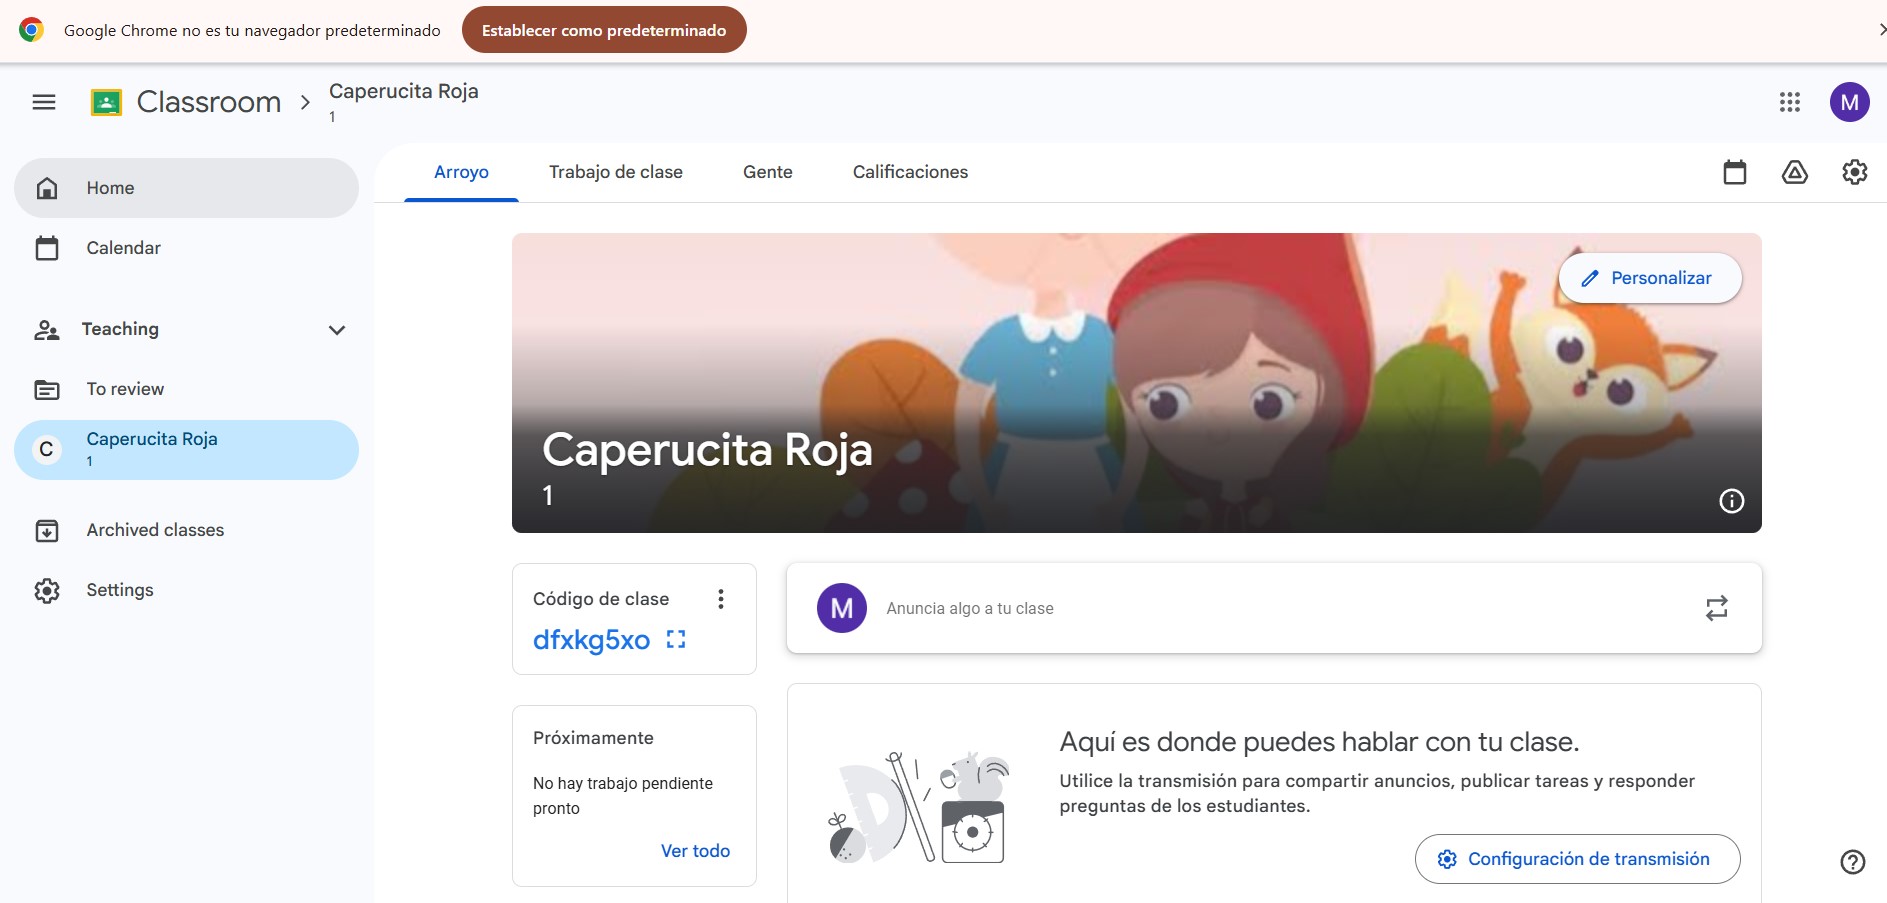 Google Chrome no es tu navegador predeterminado
Establecer como predeterminado
Classroom
Caperucita Roja
1
M
Home
Calendar
Teaching
To review
C
Caperucita Roja
1
Archived classes
Settings
Arroyo
Trabajo de clase
Gente
Calificaciones
Personalizar
Caperucita Roja
1
Código de clase
dfxkg5xo
M
Anuncia algo a tu clase
Próximamente
No hay trabajo pendiente
pronto
Ver todo
Aquí es donde puedes hablar con tu clase.
Utilice la transmisión para compartir anuncios, publicar tareas y responder
preguntas de los estudiantes.
Configuración de transmisión